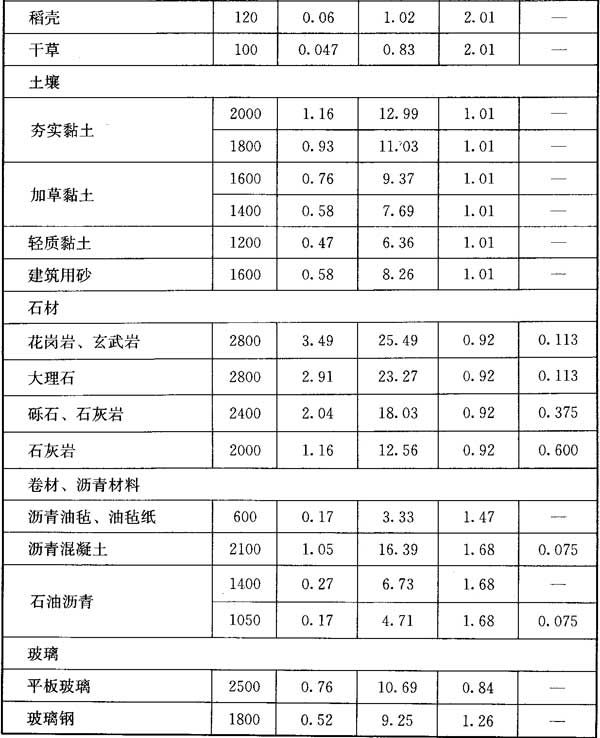 稻壳 120 0.06 1.02 2.01 —
干草 100 0.047 0.83 2.01 —
土壤
夯实黏土 2000 1.16 12.99 1.01 —
1800 0.93 11.03 1.01 —
加草黏土 1600 0.76 9.37 1.01 —
1400 0.58 7.69 1.01 —
轻质黏土 1200 0.47 6.36 1.01 —
建筑用砂 1600 0.58 8.26 1.01 —
石材
花岗岩、玄武岩 2800 3.49 25.49 0.92 0.113
大理石 2800 2.91 23.27 0.92 0.113
砾石、石灰岩 2400 2.04 18.03 0.92 0.375
石灰岩 2000 1.16 12.56 0.92 0.600
卷材、沥青材料
沥青油毡、油毡纸 600 0.17 3.33 1.47 —
沥青混凝土 2100 1.05 16.39 1.68 0.075
石油沥青 1400 0.27 6.73 1.68 —
1050 0.17 4.71 1.68 0.075
玻璃
平板玻璃 2500 0.76 10.69 0.84 —
玻璃钢 1800 0.52 9.25 1.26 —